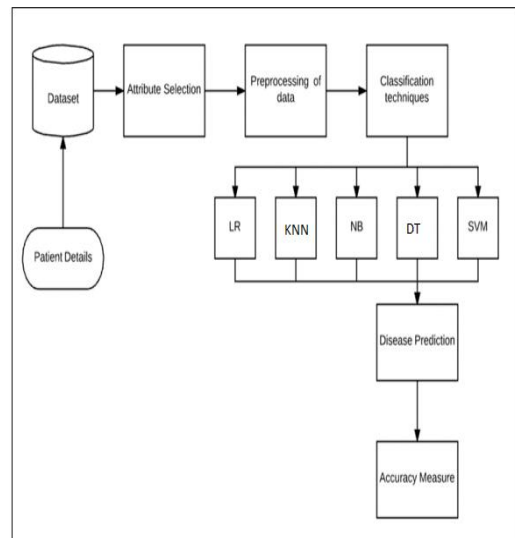 Dataset
Attribute Selection
Preprocessing of
data
Classification
techniques
Patient Details
LR
KNN
NB
DT
SVM
Disease Prediction
Accuracy Measure